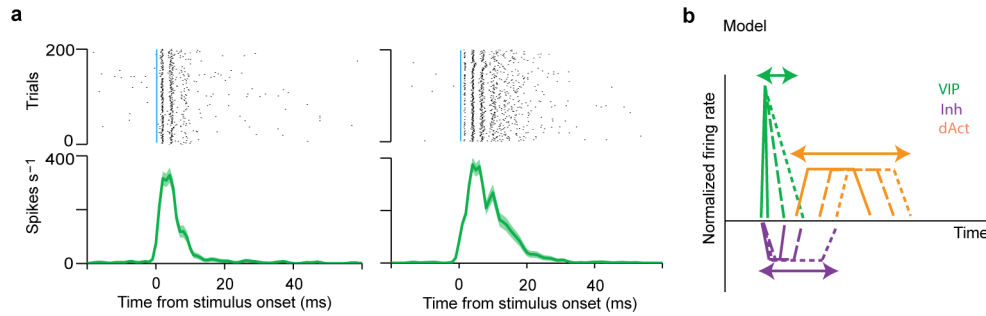 a
200
Trials
0
400
Spikes s⁻¹
0
0
20
40
Time from stimulus onset (ms)
0
20
40
Time from stimulus onset (ms)
b
Model
Normalized firing rate
VIP
Inh
dAct
Time